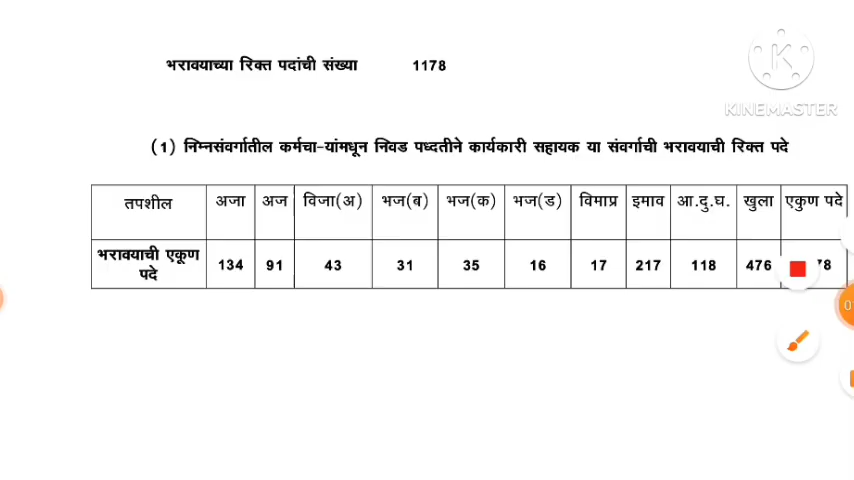 भरावयाच्या रिक्त पदांची संख्या 1178
KINEMASTER
(1) निम्नसंवर्गातील कर्मचा-यांमधून निवड पध्दतीने कार्यकारी सहायक या संवर्गाची भरावयाची रिक्त पदे
तपशील अजा अज विजा(अ) भज(ब) भज(क) भज(ड) विमाप्र इमाव आ.दु.घ. खुला एकुण पदे
भरावयाची एकूण पदे 134 91 43 31 35 16 17 217 118 476 78